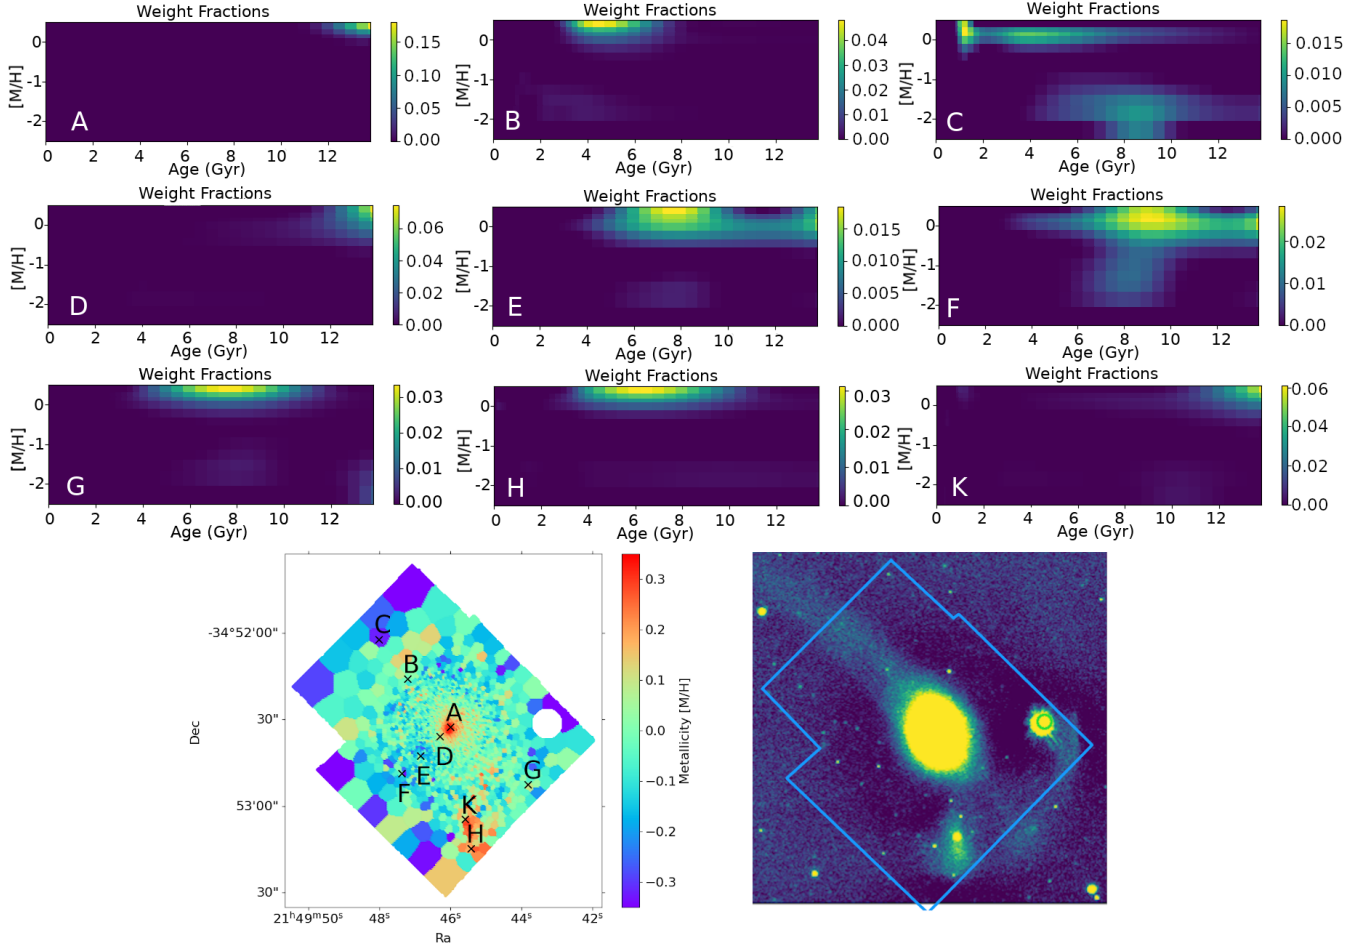 Weight Fractions Weight Fractions Weight Fractions
[M/H] 0 -1 -2 A 0.15 0.10 0.05 0.00
0 2 4 6 8 10 12
Age (Gyr)
[M/H] 0 -1 -2 B 0.04 0.03 0.02 0.01 0.00
0 2 4 6 8 10 12
Age (Gyr)
[M/H] 0 -1 -2 C 0.015 0.010 0.005 0.000
0 2 4 6 8 10 12
Age (Gyr)
Weight Fractions Weight Fractions Weight Fractions
[M/H] 0 -1 -2 D 0.06 0.04 0.02 0.00
0 2 4 6 8 10 12
Age (Gyr)
[M/H] 0 -1 -2 E 0.015 0.010 0.005 0.000
0 2 4 6 8 10 12
Age (Gyr)
[M/H] 0 -1 -2 F 0.02 0.01 0.00
0 2 4 6 8 10 12
Age (Gyr)
Weight Fractions Weight Fractions Weight Fractions
[M/H] 0 -1 -2 G 0.03 0.02 0.01 0.00
0 2 4 6 8 10 12
Age (Gyr)
[M/H] 0 -1 -2 H 0.03 0.02 0.01 0.00
0 2 4 6 8 10 12
Age (Gyr)
[M/H] 0 -1 -2 K 0.06 0.04 0.02 0.00
0 2 4 6 8 10 12
Age (Gyr)
Dec
-34°52'00"
30"
53'00"
30"
C
B
A
D
E
G
F
K
H
21ʰ49ᵐ50ˢ 48ˢ 46ˢ 44ˢ 42ˢ
Ra
0.3
0.2
0.1
0.0
−0.1
−0.2
−0.3
Metallicity [M/H]